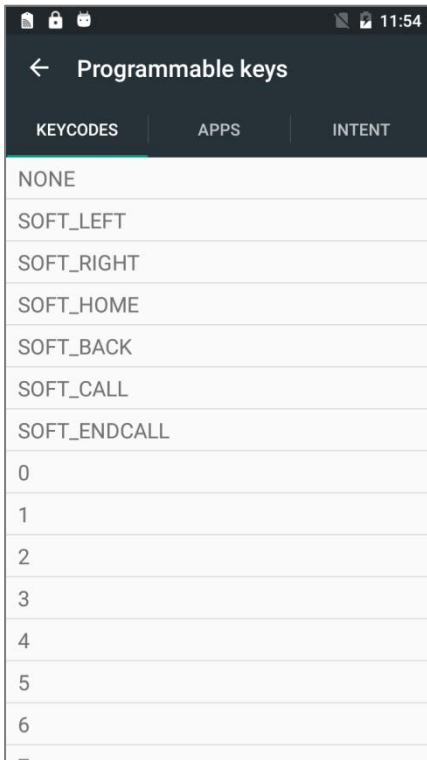 11:54
Programmable keys
KEYCODES APPS INTENT
NONE
SOFT_LEFT
SOFT_RIGHT
SOFT_HOME
SOFT_BACK
SOFT_CALL
SOFT_ENDCALL
0
1
2
3
4
5
6